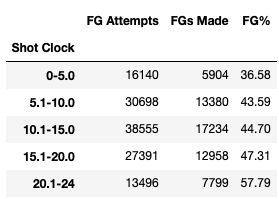 FG Attempts FGs Made FG%
Shot Clock
0-5.0 16140 5904 36.58
5.1-10.0 30698 13380 43.59
10.1-15.0 38555 17234 44.70
15.1-20.0 27391 12958 47.31
20.1-24 13496 7799 57.79